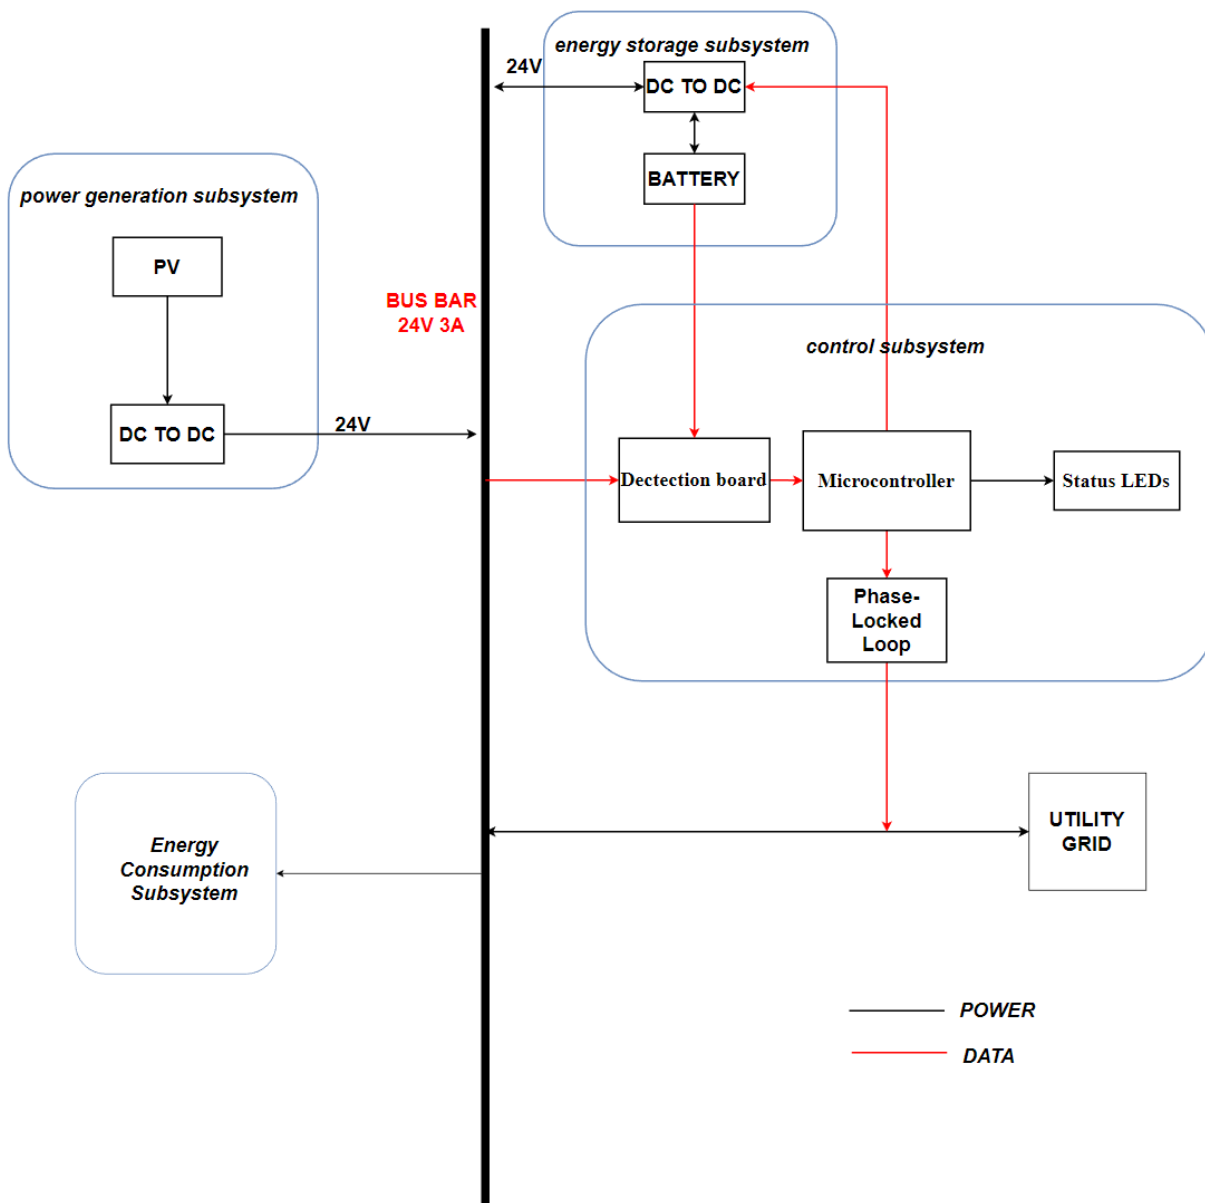 energy storage subsystem
24V
DC TO DC
BATTERY
power generation subsystem
PV
BUS BAR
24V 3A
DC TO DC
24V
control subsystem
Dectection board
Microcontroller
Status LEDs
Phase-
Locked
Loop
Energy
Consumption
Subsystem
UTILITY
GRID
POWER
DATA